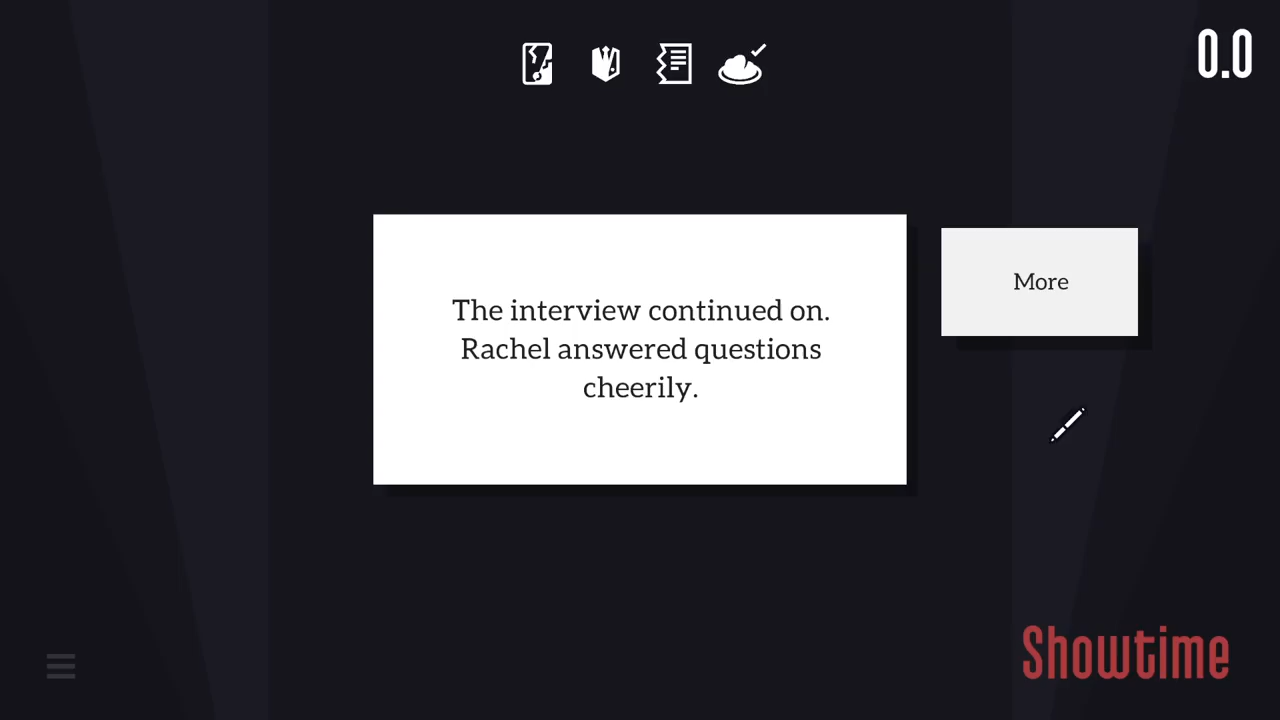 0.0
The interview continued on.
Rachel answered questions
cheerily.
More
Showtime